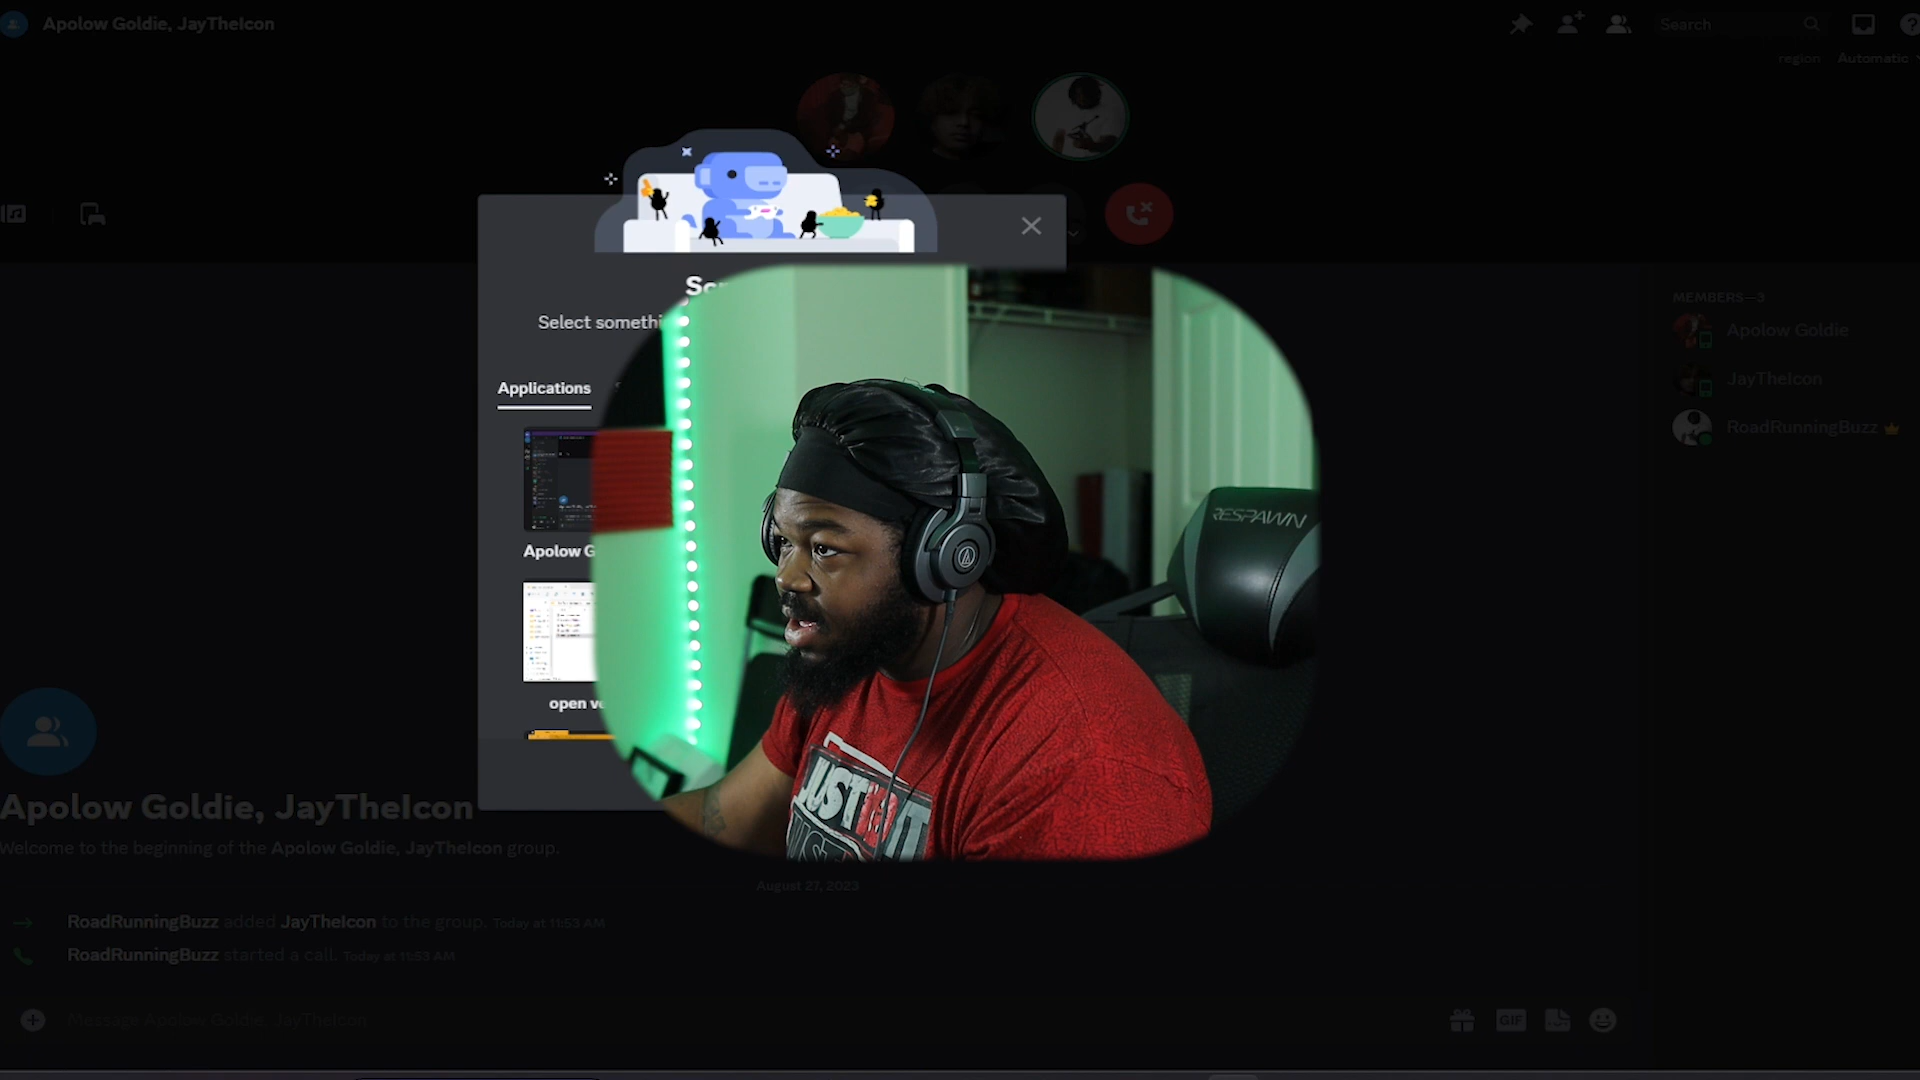 Apolow Goldie, JayTheIcon
Search
region Automatic
Select somethi
Applications
MEMBERS—3
Apolow Goldie
JayTheIcon
RoadRunningBuzz
RESPAWN
Apolow G
open
JUST
JUST
Apolow Goldie, JayTheIcon
Welcome to the beginning of the Apolow Goldie, JayTheIcon group.
August 27, 2023
RoadRunningBuzz added JayTheIcon to the group. Today at 11:53 AM
RoadRunningBuzz started a call. Today at 11:53 AM
Message Apolow Goldie, JayTheIcon
GIF